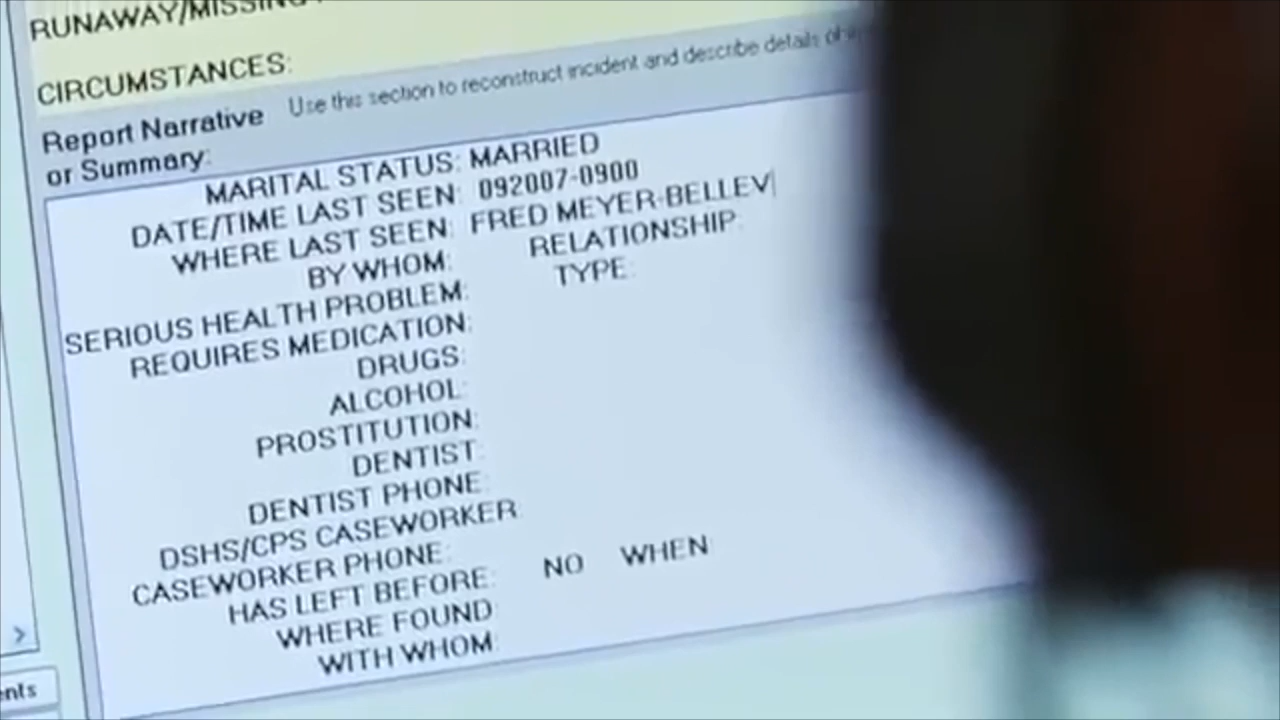 RUNAWAY/MISSING
CIRCUMSTANCES:
Report Narrative
or Summary:
Use this section to reconstruct incident and describe details of
MARITAL STATUS: MARRIED
DATE/TIME LAST SEEN: 092007-0900
WHERE LAST SEEN: FRED MEYER-BELLEV
BY WHOM: RELATIONSHIP:
SERIOUS HEALTH PROBLEM: TYPE:
REQUIRES MEDICATION:
DRUGS:
ALCOHOL:
PROSTITUTION:
DENTIST:
DENTIST PHONE:
DSHS/CPS CASEWORKER
CASEWORKER PHONE:
HAS LEFT BEFORE: NO WHEN
WHERE FOUND:
WITH WHOM: